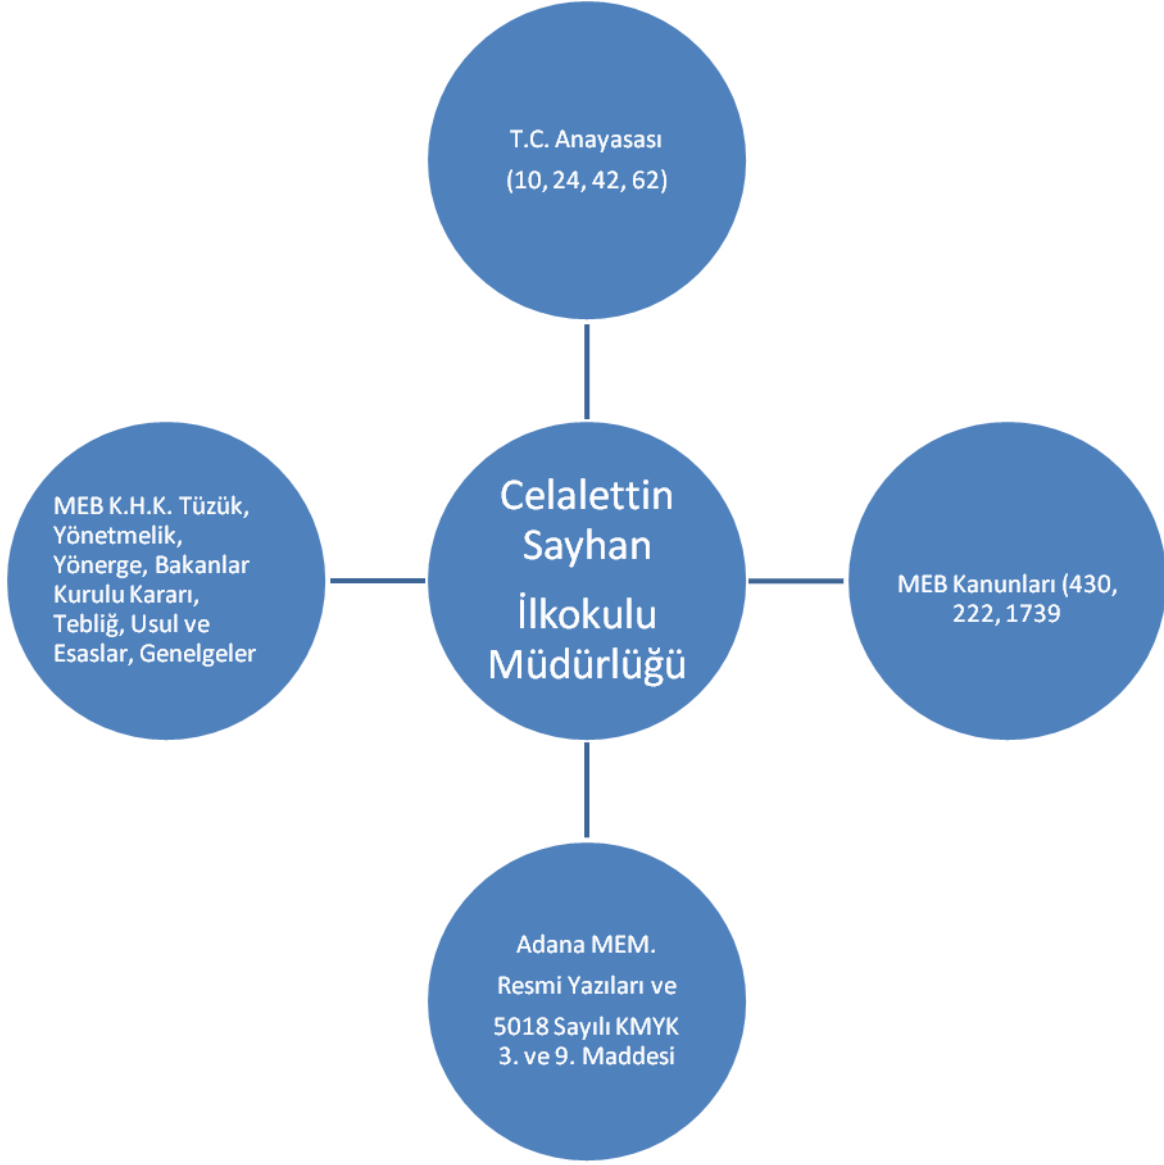 T.C. Anayasası
(10, 24, 42, 62)
MEB K.H.K. Tüzük,
Yönetmelik,
Yönerge, Bakanlar
Kurulu Kararı,
Tebliğ, Usul ve
Esaslar, Genelgeler
Celalettin
Sayhan
İlkokulu
Müdürlüğü
MEB Kanunları (430,
222, 1739
Adana MEM.
Resmi Yazıları ve
5018 Sayılı KMYK
3. ve 9. Maddesi